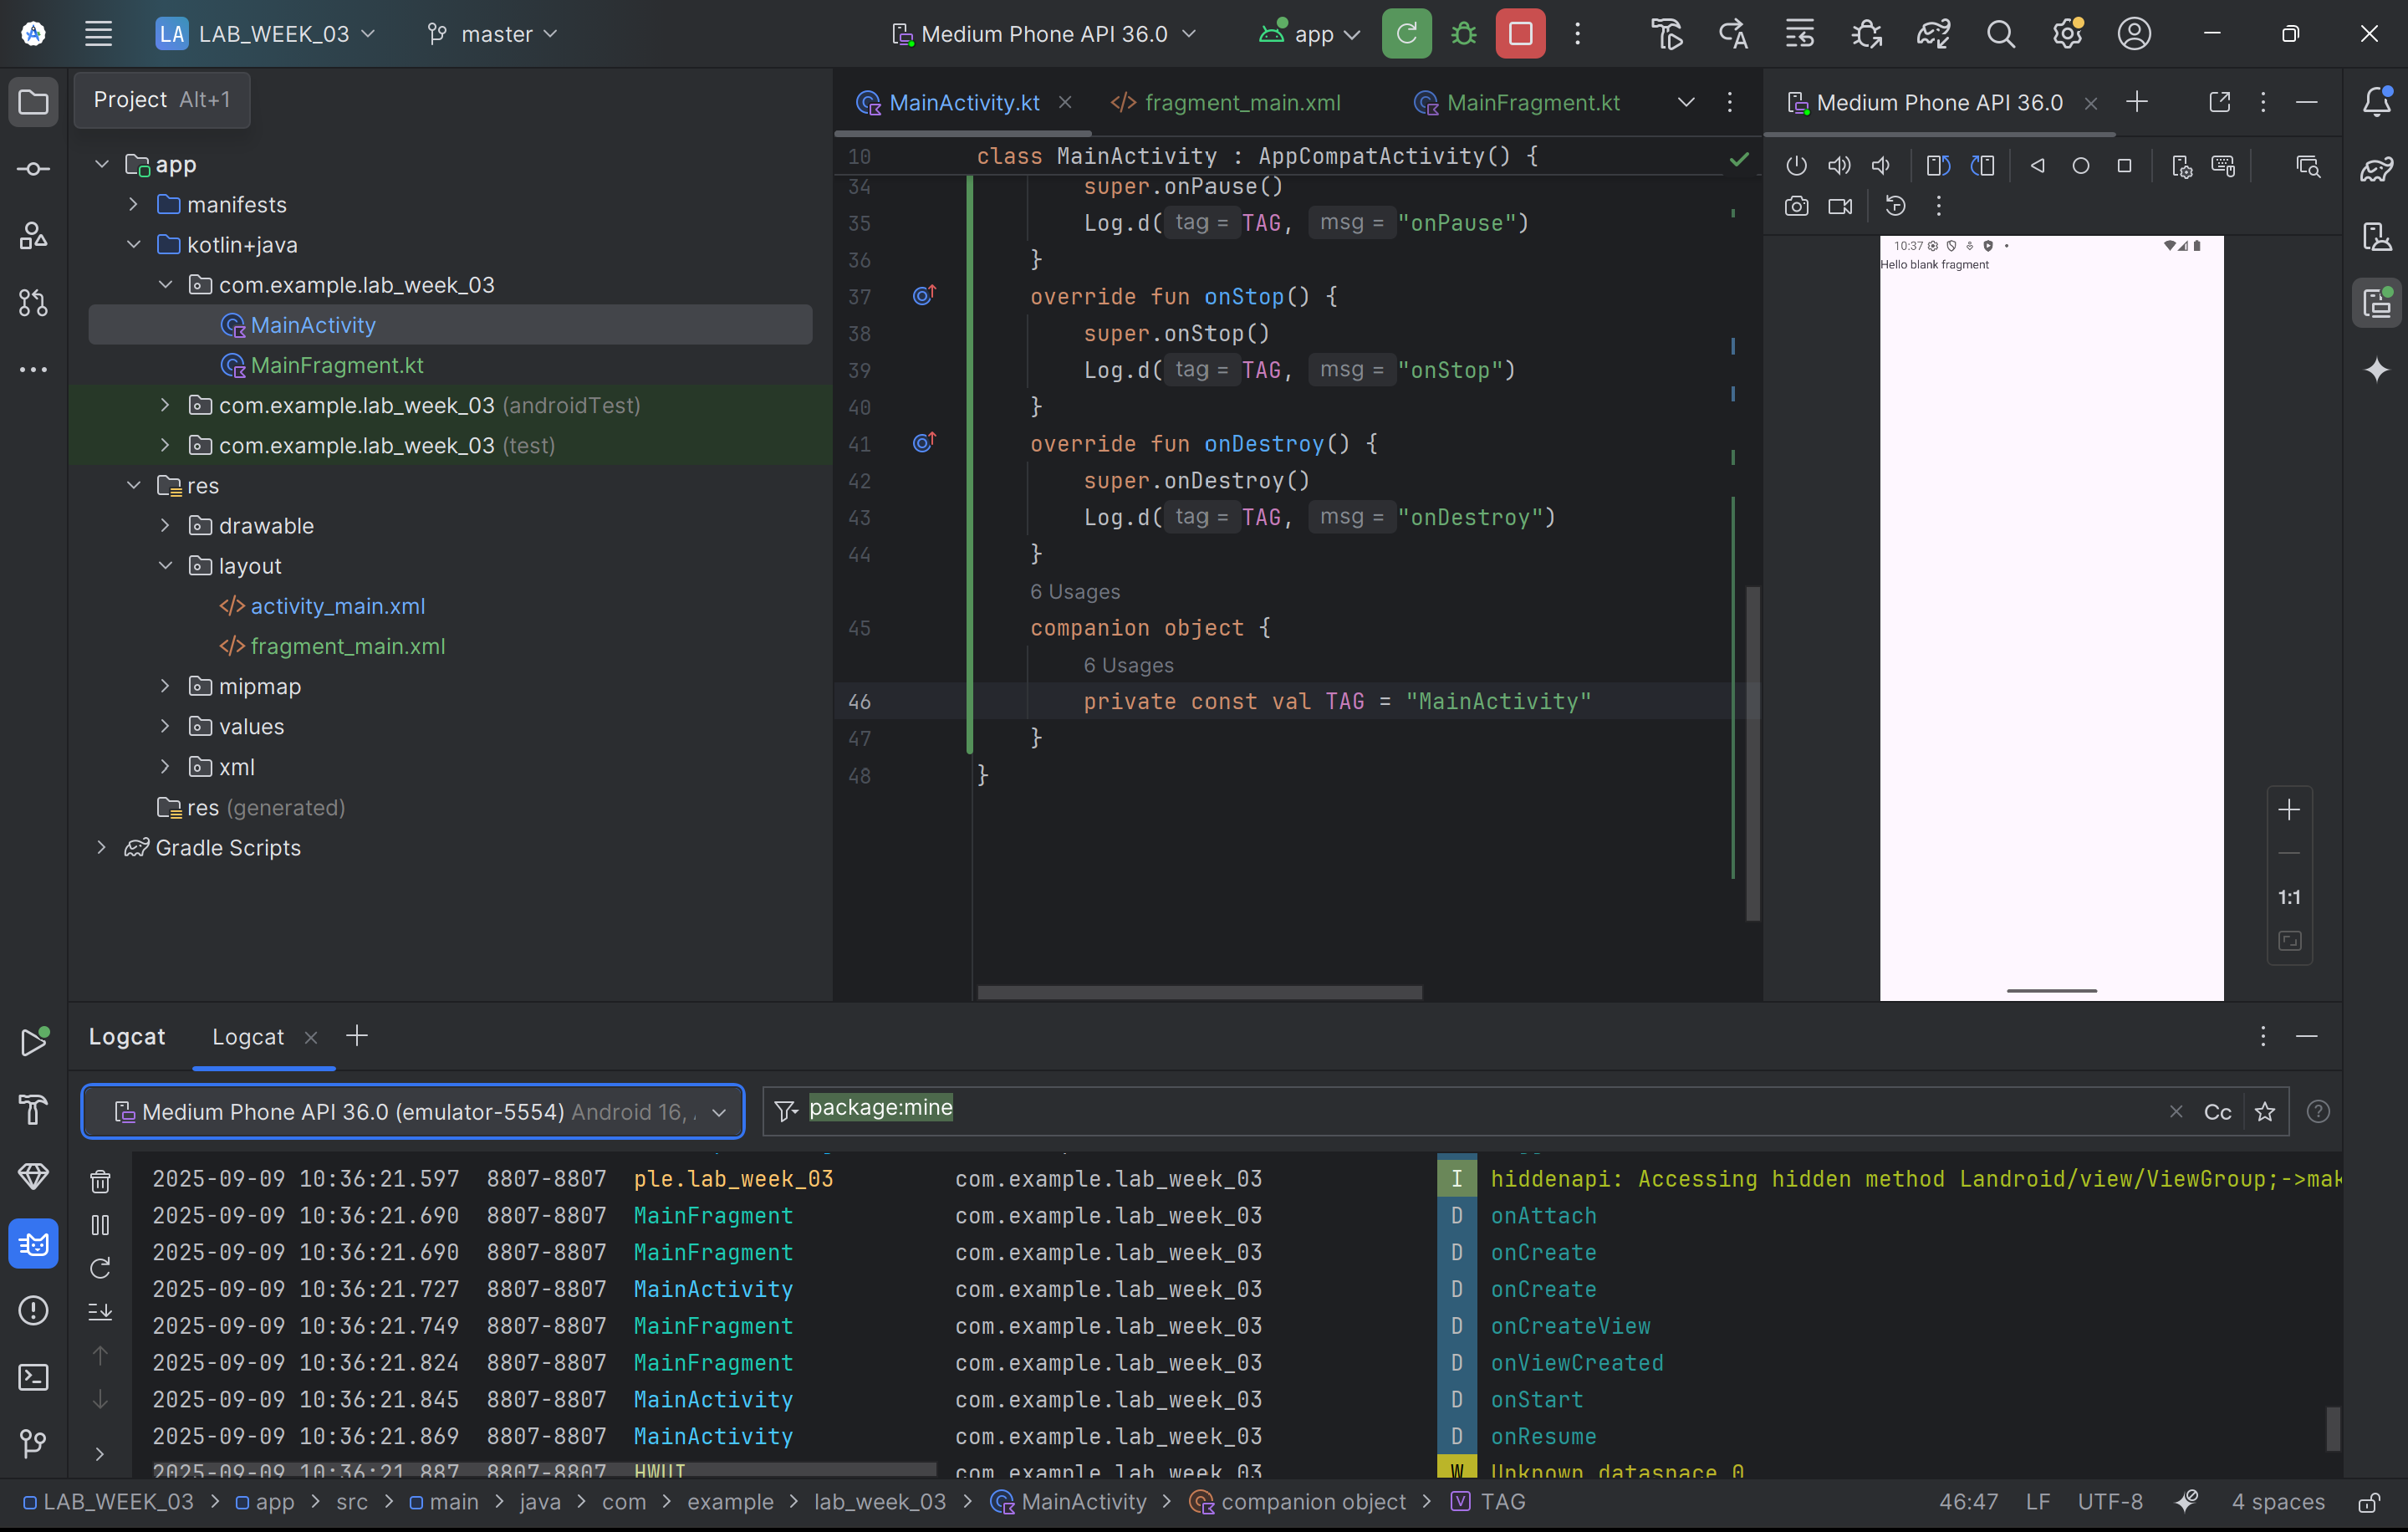 LA LAB_WEEK_03
master
Medium Phone API 36.0
app
Project Alt+1
app
manifests
kotlin+java
com.example.lab_week_03
MainActivity
MainFragment.kt
com.example.lab_week_03 (androidTest)
com.example.lab_week_03 (test)
res
drawable
layout
activity_main.xml
fragment_main.xml
mipmap
values
xml
res (generated)
Gradle Scripts
MainActivity.kt
fragment_main.xml
MainFragment.kt
10 class MainActivity : AppCompatActivity() {
34 super.onPause()
35 Log.d( tag = TAG, msg = "onPause")
36 }
37 override fun onStop() {
38 super.onStop()
39 Log.d( tag = TAG, msg = "onStop")
40 }
41 override fun onDestroy() {
42 super.onDestroy()
43 Log.d( tag = TAG, msg = "onDestroy")
44 }
6 Usages
45 companion object {
6 Usages
46 private const val TAG = "MainActivity"
47 }
48 }
Medium Phone API 36.0
10:37
Hello blank fragment
1:1
Logcat
Logcat
Medium Phone API 36.0 (emulator-5554) Android 16,
package:mine
Cc
2025-09-09 10:36:21.597 8807-8807 ple.lab_week_03 com.example.lab_week_03 I hiddenapi: Accessing hidden method Landroid/view/ViewGroup;->mak
2025-09-09 10:36:21.690 8807-8807 MainFragment com.example.lab_week_03 D onAttach
2025-09-09 10:36:21.690 8807-8807 MainFragment com.example.lab_week_03 D onCreate
2025-09-09 10:36:21.727 8807-8807 MainActivity com.example.lab_week_03 D onCreate
2025-09-09 10:36:21.749 8807-8807 MainFragment com.example.lab_week_03 D onCreateView
2025-09-09 10:36:21.824 8807-8807 MainFragment com.example.lab_week_03 D onViewCreated
2025-09-09 10:36:21.845 8807-8807 MainActivity com.example.lab_week_03 D onStart
2025-09-09 10:36:21.869 8807-8807 MainActivity com.example.lab_week_03 D onResume
2025-09-09 10:36:21.887 8807-8807 HWUI com.example.lab_week_03 W Unknown dataspace 0
LAB_WEEK_03 > app > src > main > java > com > example > lab_week_03 > MainActivity > companion object > TAG
46:47 LF UTF-8 4 spaces